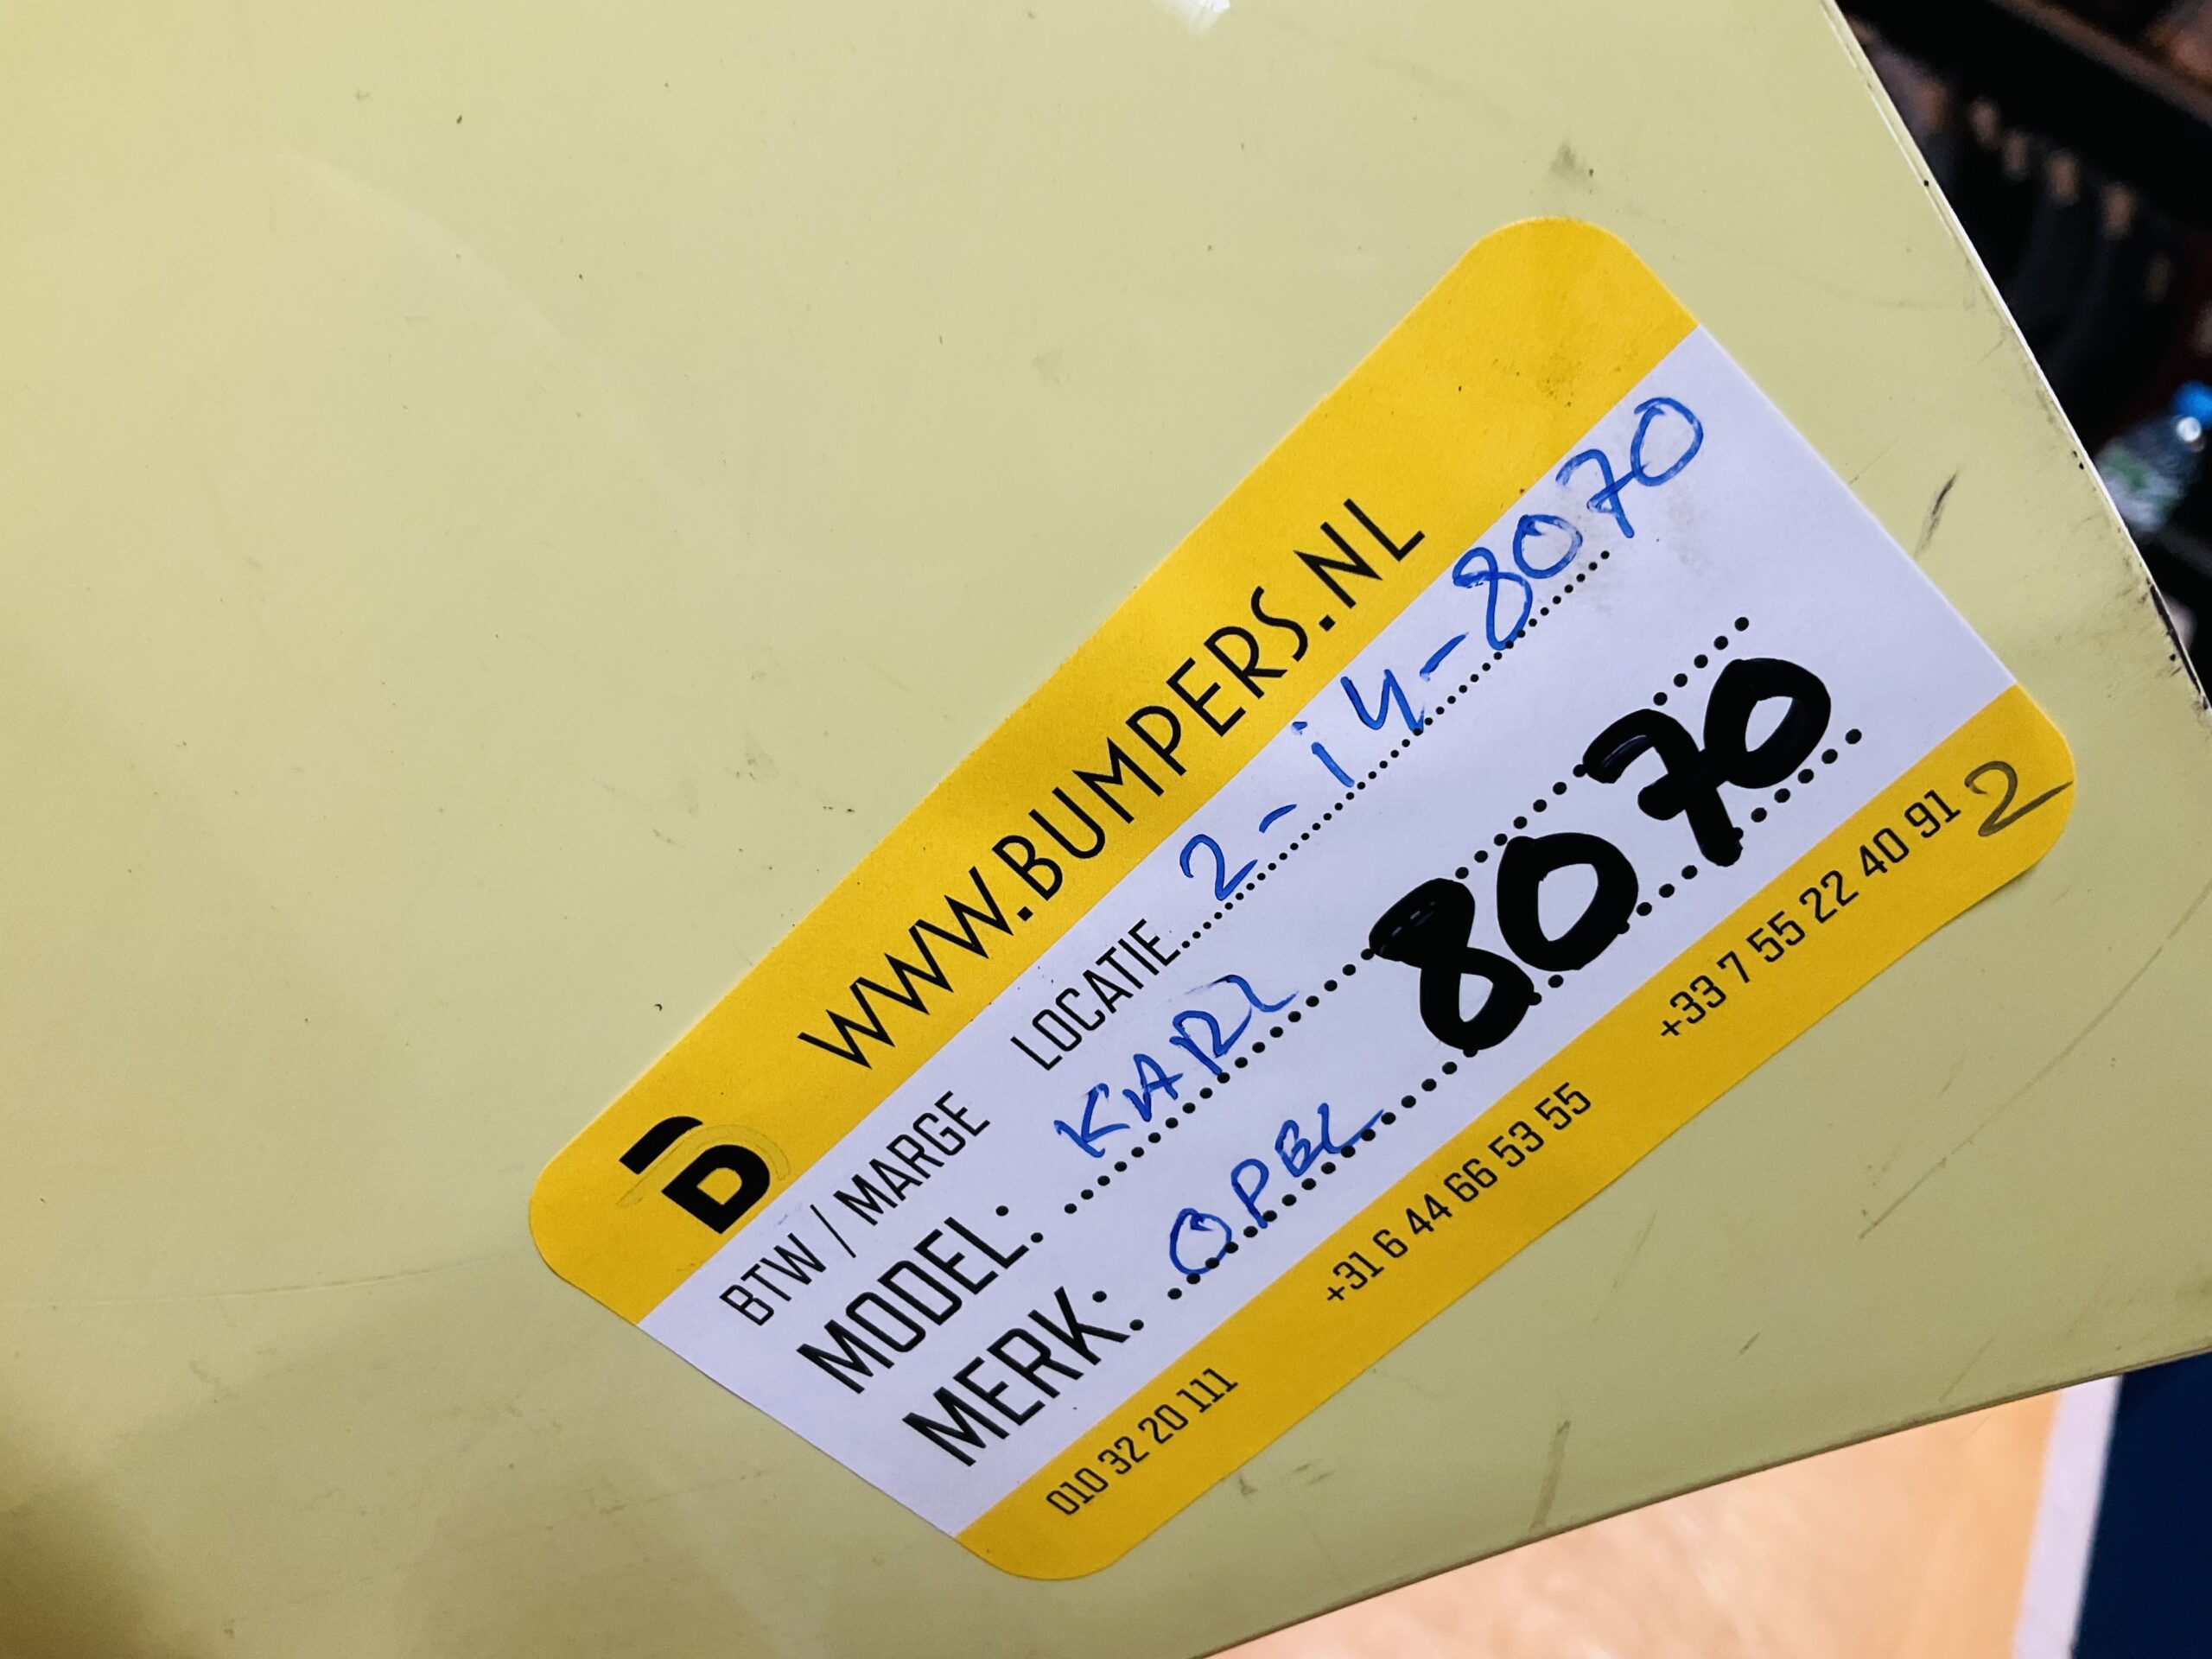 B WWW.BUMPERS.NL
BTW / MARGE LOCATIE 2-i4-8070
MODEL: KARL
MERK: OPEL
8070
010 32 20 111 +31 6 44 66 53 55 +33 7 55 22 40 91 2